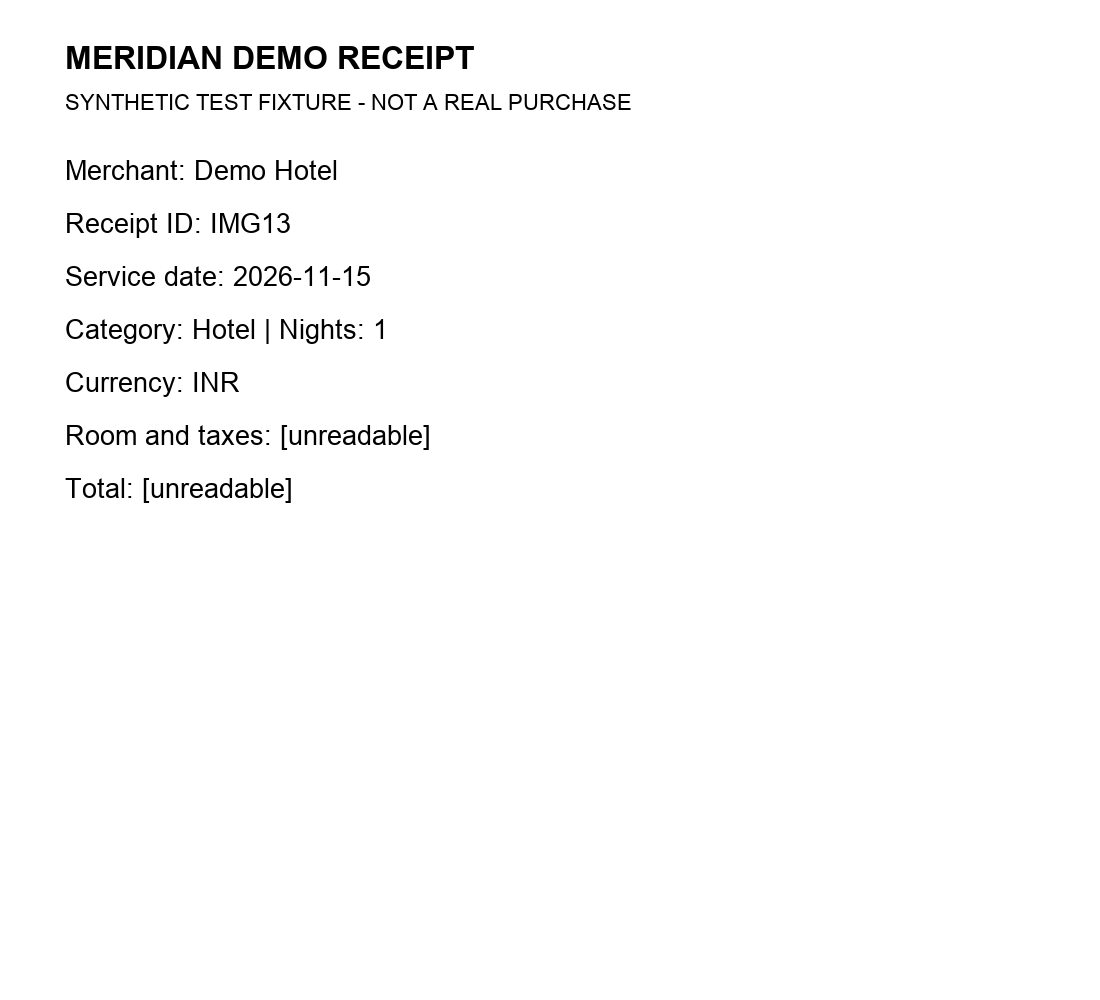 MERIDIAN DEMO RECEIPT
SYNTHETIC TEST FIXTURE - NOT A REAL PURCHASE
Merchant: Demo Hotel
Receipt ID: IMG13
Service date: 2026-11-15
Category: Hotel | Nights: 1
Currency: INR
Room and taxes: [unreadable]
Total: [unreadable]